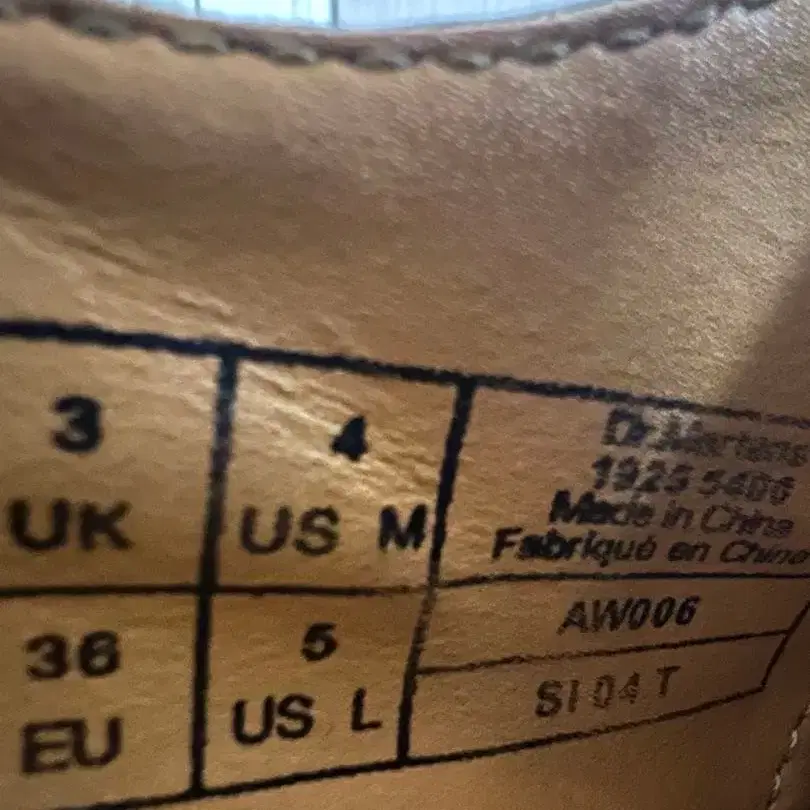 3
UK
4
US M
Dr.Martens
1925 5406
Made in China
Fabriqué en Chine
36
EU
5
US L
AW006
SI 04 T